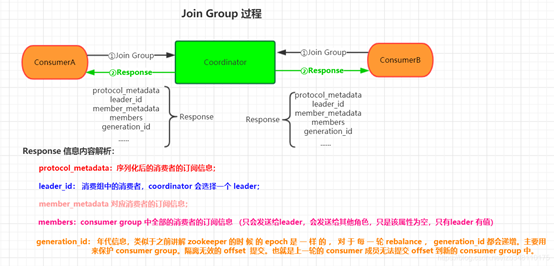 Join Group 过程
①Join Group
①Join Group
ConsumerA
Coordinator
ConsumerB
②Response
②Response
protocol_metadata
leader_id
member_metadata
members
generation_id
......
Response
Response
protocol_metadata
leader_id
member_metadata
members
generation_id
......
Response 信息内容解析：
protocol_metadata：序列化后的消费者的订阅信息；
leader_id： 消费组中的消费者，coordinator 会选择一个 leader；
member_metadata 对应消费者的订阅信息；
members：consumer group 中全部的消费者的订阅信息 （只会发送给leader，会发送给其他角色，只是该属性为空，只有leader 有值）
generation_id： 年代信息，类似于之前讲解 zookeeper 的时 候 的 epoch 是 一 样 的 ， 对 于 每 一 轮 rebalance ， generation_id 都会递增。主要用
来保护 consumer group。隔离无效的 offset 提交。也就是上一轮的 consumer 成员无法提交 offset 到新的 consumer group 中。